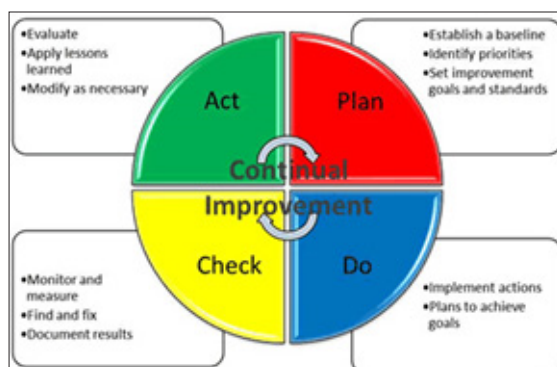 •Evaluate
•Apply lessons
learned
•Modify as necessary
•Establish a baseline
•Identify priorities
•Set improvement
goals and standards
Act
Plan
Continual
Improvement
Check
Do
•Monitor and
measure
•Find and fix
•Document results
•Implement actions
•Plans to achieve
goals